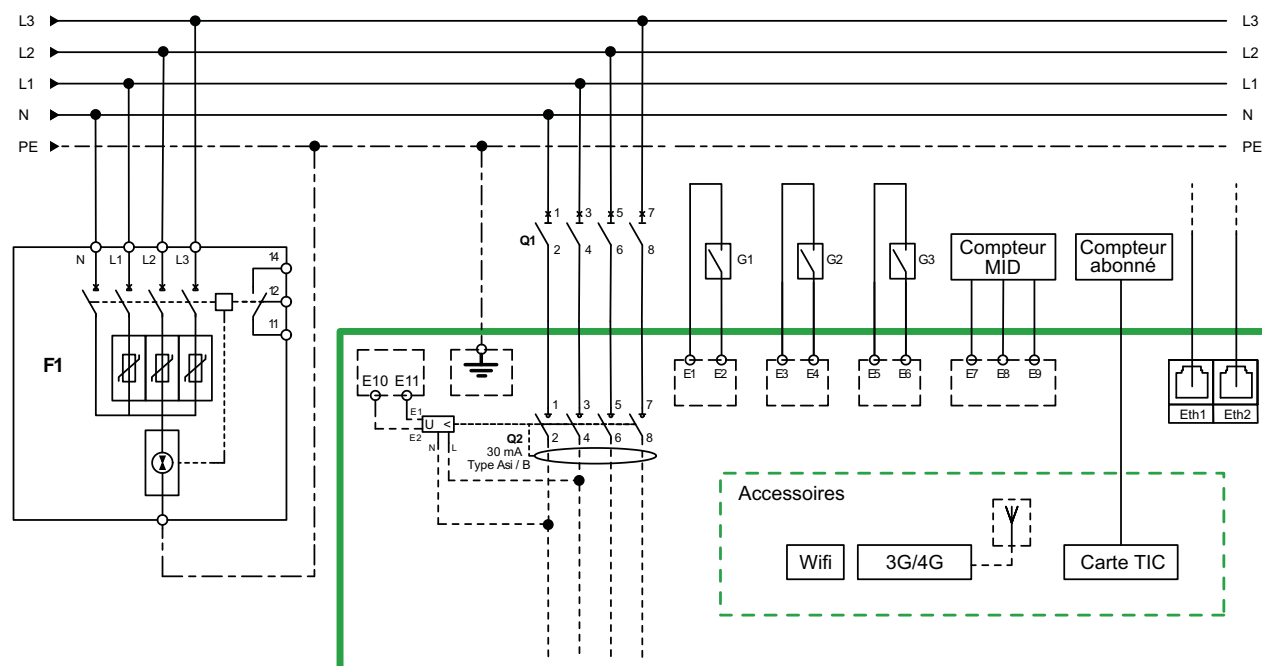 L3 L3
L2 L2
L1 L1
N N
PE PE
1 3 5 7
Q1
2 4 6 8
G1 G2 G3
Compteur
MID
Compteur
abonné
N L1 L2 L3
14
12
11
F1
E10 E11
E1 E2 E3 E4 E5 E6 E7 E8 E9
Eth1 Eth2
E1
E2
U <
N L
1 3 5 7
Q2
2 4 6 8
30 mA
Type Asi / B
Accessoires
Wifi 3G/4G Carte TIC